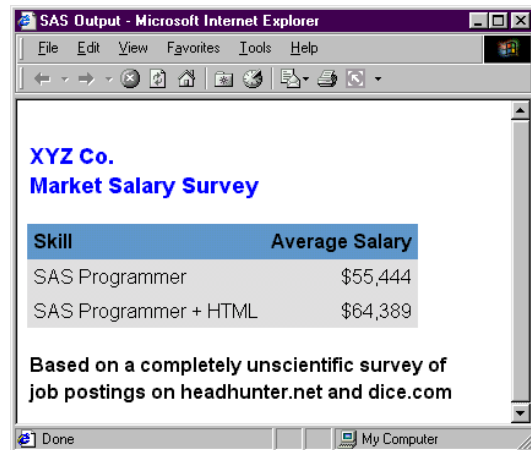 SAS Output - Microsoft Internet Explorer
File Edit View Favorites Tools Help
XYZ Co.
Market Salary Survey
Skill Average Salary
SAS Programmer $55,444
SAS Programmer + HTML $64,389
Based on a completely unscientific survey of
job postings on headhunter.net and dice.com
Done My Computer